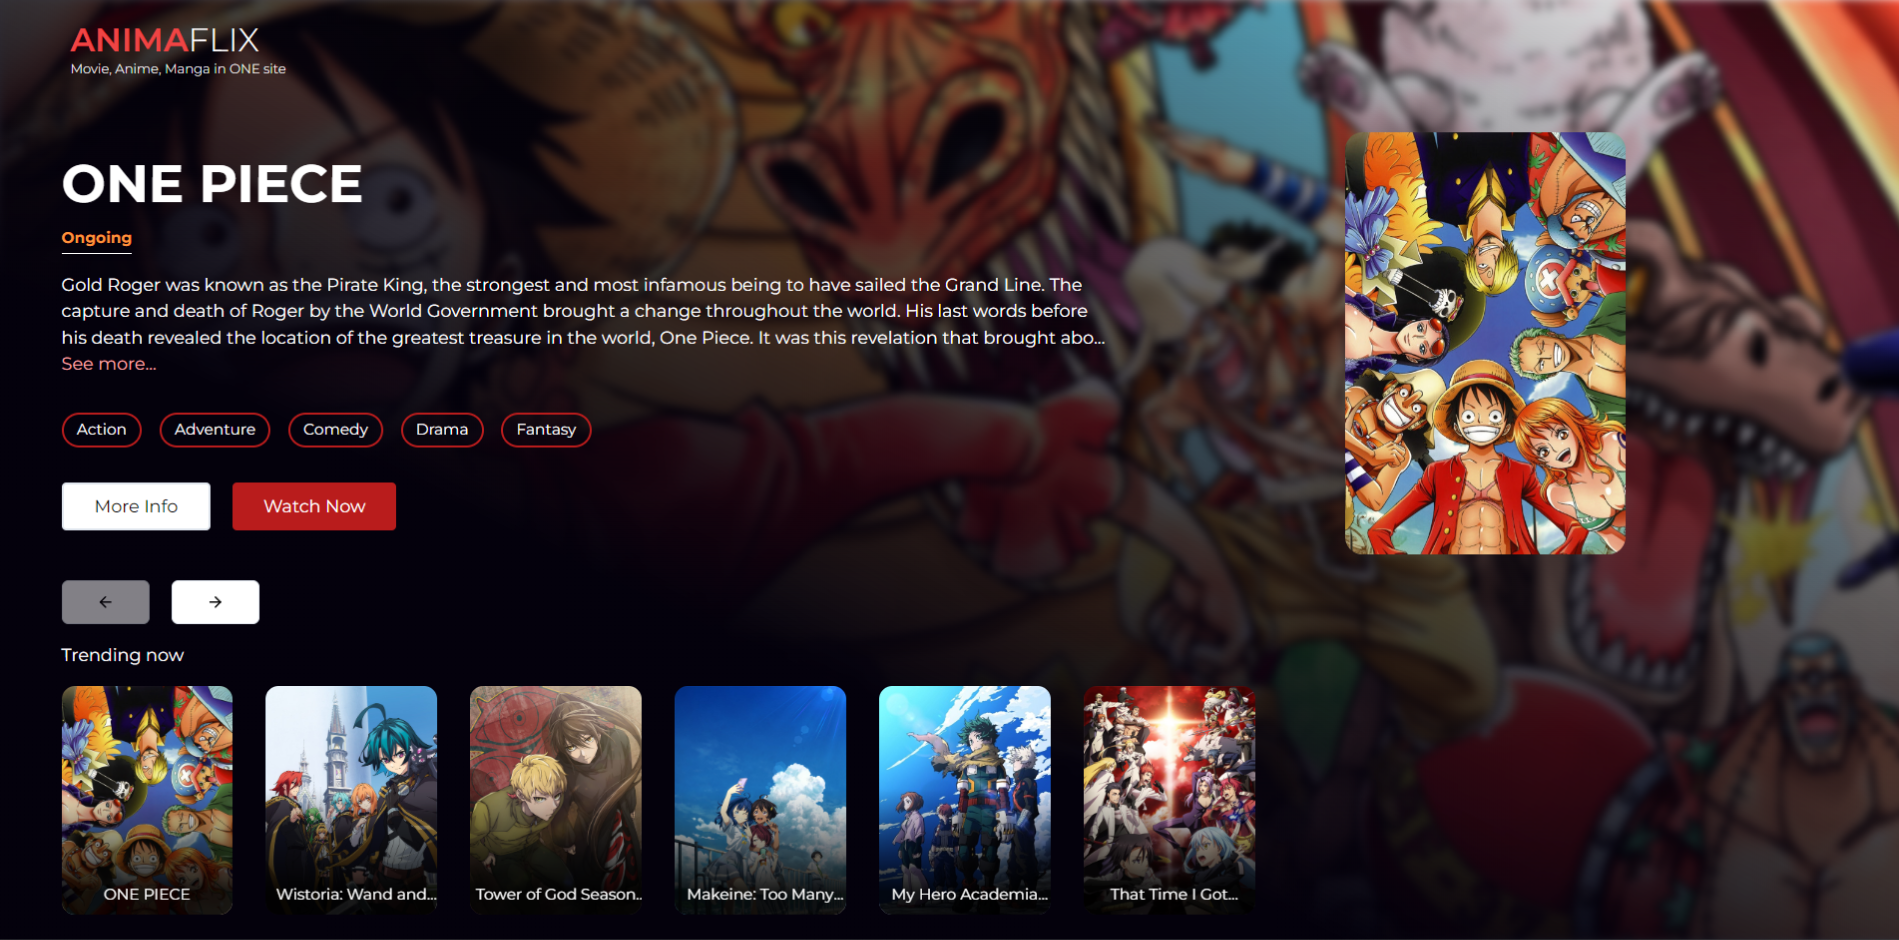 ANIMAFLIX
Movie, Anime, Manga in ONE site
ONE PIECE
Ongoing
Gold Roger was known as the Pirate King, the strongest and most infamous being to have sailed the Grand Line. The
capture and death of Roger by the World Government brought a change throughout the world. His last words before
his death revealed the location of the greatest treasure in the world, One Piece. It was this revelation that brought abo...
See more...
Action Adventure Comedy Drama Fantasy
More Info Watch Now
Trending now
ONE PIECE
Wistoria: Wand and...
Tower of God Season..
Makeine: Too Many...
My Hero Academia...
That Time I Got...